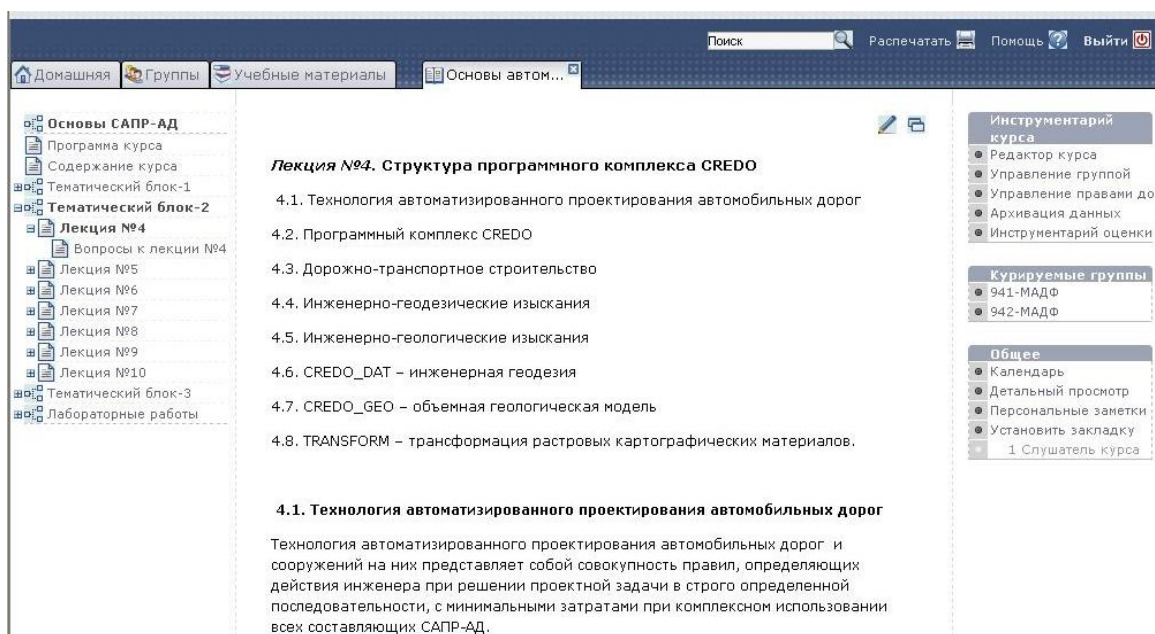 Поиск
Распечатать
Помощь
Выйти
Домашняя
Группы
Учебные материалы
Основы автом...
Основы САПР-АД
Программа курса
Содержание курса
Тематический блок-1
Тематический блок-2
Лекция №4
Вопросы к лекции №4
Лекция №5
Лекция №6
Лекция №7
Лекция №8
Лекция №9
Лекция №10
Тематический блок-3
Лабораторные работы
Лекция №4. Структура программного комплекса CREDO
4.1. Технология автоматизированного проектирования автомобильных дорог
4.2. Программный комплекс CREDO
4.3. Дорожно-транспортное строительство
4.4. Инженерно-геодезические изыскания
4.5. Инженерно-геологические изыскания
4.6. CREDO_DAT – инженерная геодезия
4.7. CREDO_GEO – объемная геологическая модель
4.8. TRANSFORM – трансформация растровых картографических материалов.
4.1. Технология автоматизированного проектирования автомобильных дорог
Технология автоматизированного проектирования автомобильных дорог и
сооружений на них представляет собой совокупность правил, определяющих
действия инженера при решении проектной задачи в строго определенной
последовательности, с минимальными затратами при комплексном использовании
всех составляющих САПР-АД.
Инструментарий
курса
Редактор курса
Управление группой
Управление правами до
Архивация данных
Инструментарий оценки
Курируемые группы
941-МАДФ
942-МАДФ
Общее
Календарь
Детальный просмотр
Персональные заметки
Установить закладку
1 Слушатель курса